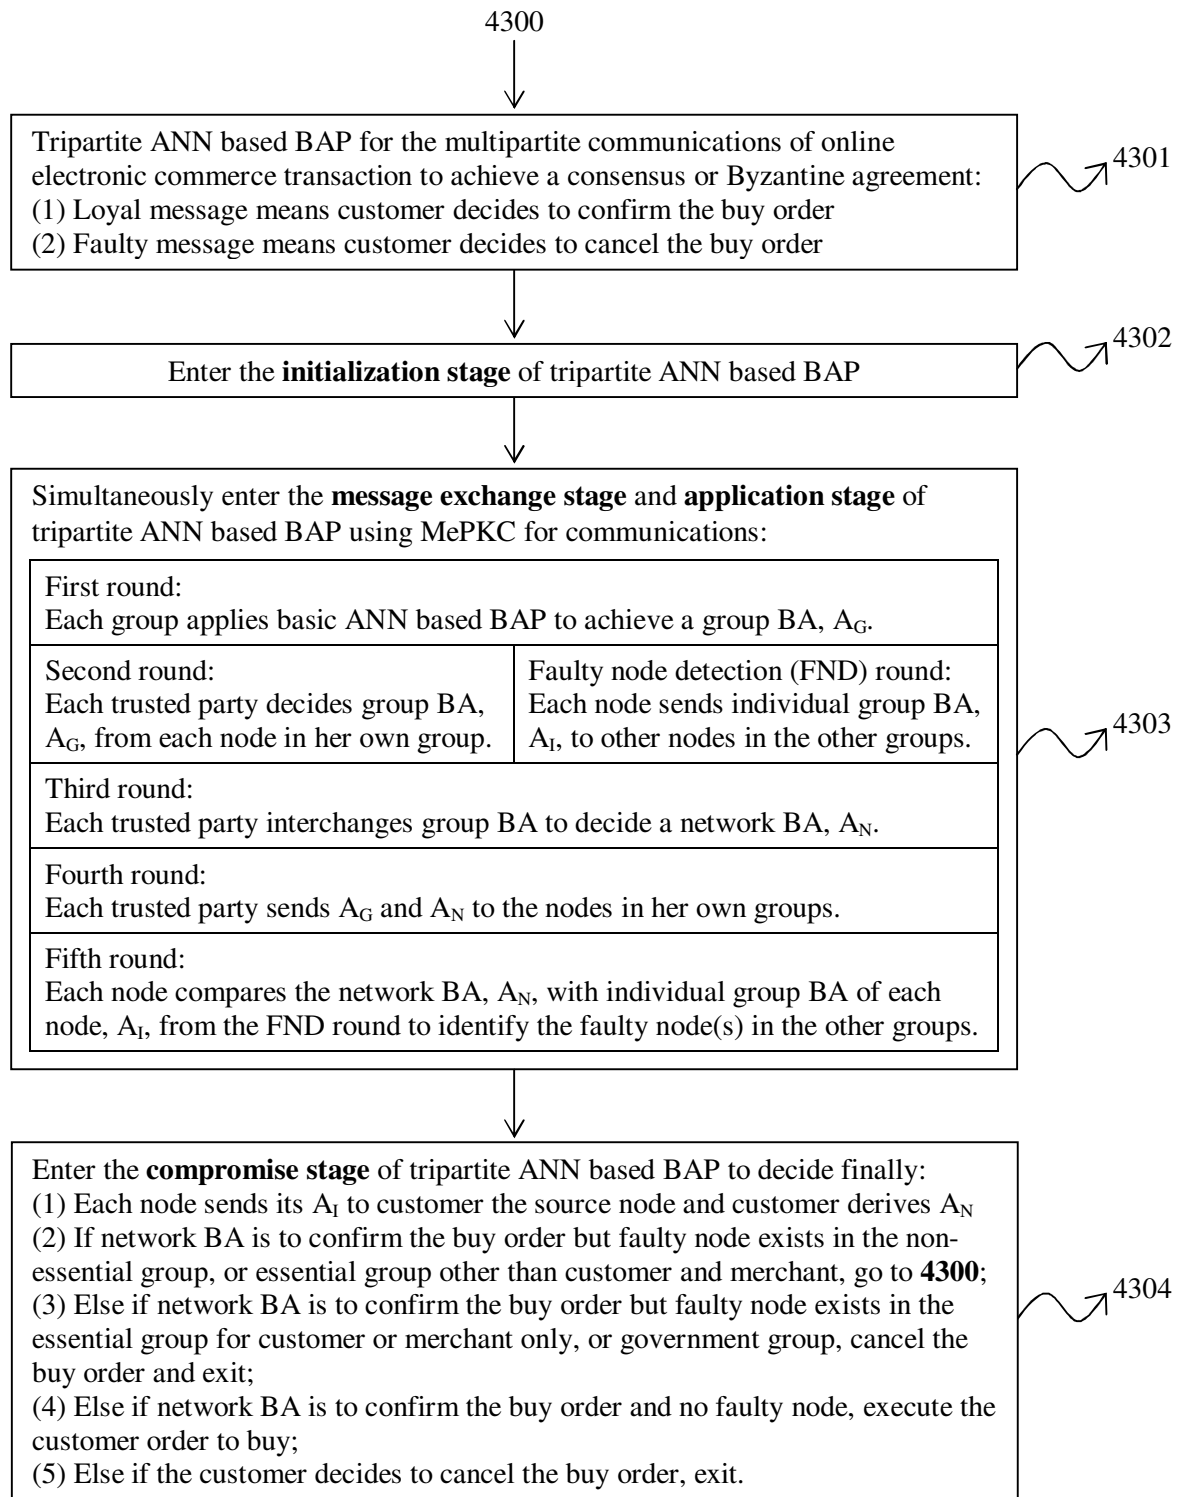 4300
Tripartite ANN based BAP for the multipartite communications of online
electronic commerce transaction to achieve a consensus or Byzantine agreement:
(1) Loyal message means customer decides to confirm the buy order
(2) Faulty message means customer decides to cancel the buy order
4301
Enter the initialization stage of tripartite ANN based BAP
4302
Simultaneously enter the message exchange stage and application stage of
tripartite ANN based BAP using MePKC for communications:
First round:
Each group applies basic ANN based BAP to achieve a group BA, A_G.
Second round:
Each trusted party decides group BA,
A_G, from each node in her own group.
Faulty node detection (FND) round:
Each node sends individual group BA,
A_I, to other nodes in the other groups.
Third round:
Each trusted party interchanges group BA to decide a network BA, A_N.
Fourth round:
Each trusted party sends A_G and A_N to the nodes in her own groups.
Fifth round:
Each node compares the network BA, A_N, with individual group BA of each
node, A_I, from the FND round to identify the faulty node(s) in the other groups.
4303
Enter the compromise stage of tripartite ANN based BAP to decide finally:
(1) Each node sends its A_I to customer the source node and customer derives A_N
(2) If network BA is to confirm the buy order but faulty node exists in the non-
essential group, or essential group other than customer and merchant, go to 4300;
(3) Else if network BA is to confirm the buy order but faulty node exists in the
essential group for customer or merchant only, or government group, cancel the
buy order and exit;
(4) Else if network BA is to confirm the buy order and no faulty node, execute the
customer order to buy;
(5) Else if the customer decides to cancel the buy order, exit.
4304